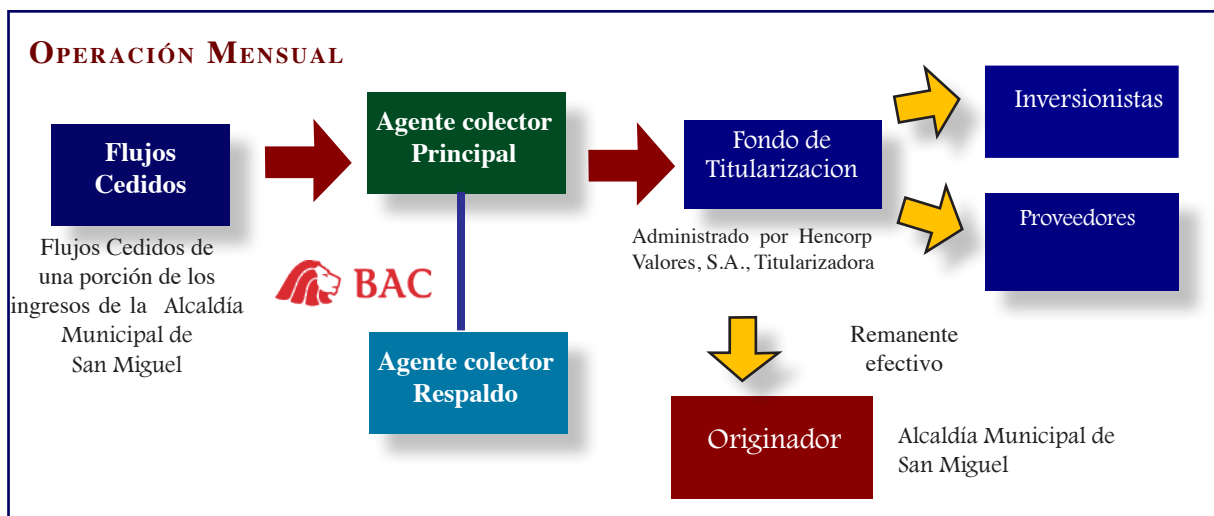 OPERACIÓN MENSUAL
Flujos
Cedidos
Flujos Cedidos de
una porción de los
ingresos de la Alcaldía
Municipal de
San Miguel
Agente colector
Principal
BAC
Agente colector
Respaldo
Fondo de
Titularizacion
Administrado por Hencorp
Valores, S.A., Titularizadora
Inversionistas
Proveedores
Remanente
efectivo
Originador
Alcaldía Municipal de
San Miguel